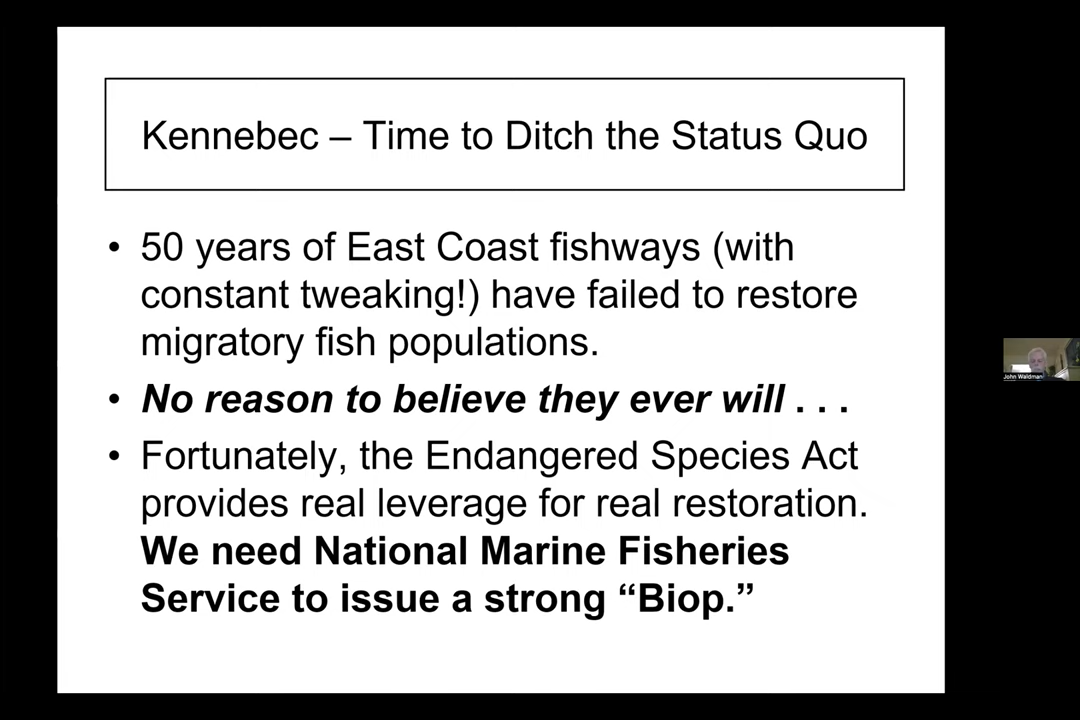 Kennebec – Time to Ditch the Status Quo
• 50 years of East Coast fishways (with
constant tweaking!) have failed to restore
migratory fish populations.
• No reason to believe they ever will . . .
• Fortunately, the Endangered Species Act
provides real leverage for real restoration.
We need National Marine Fisheries
Service to issue a strong “Biop.”
John Waldman